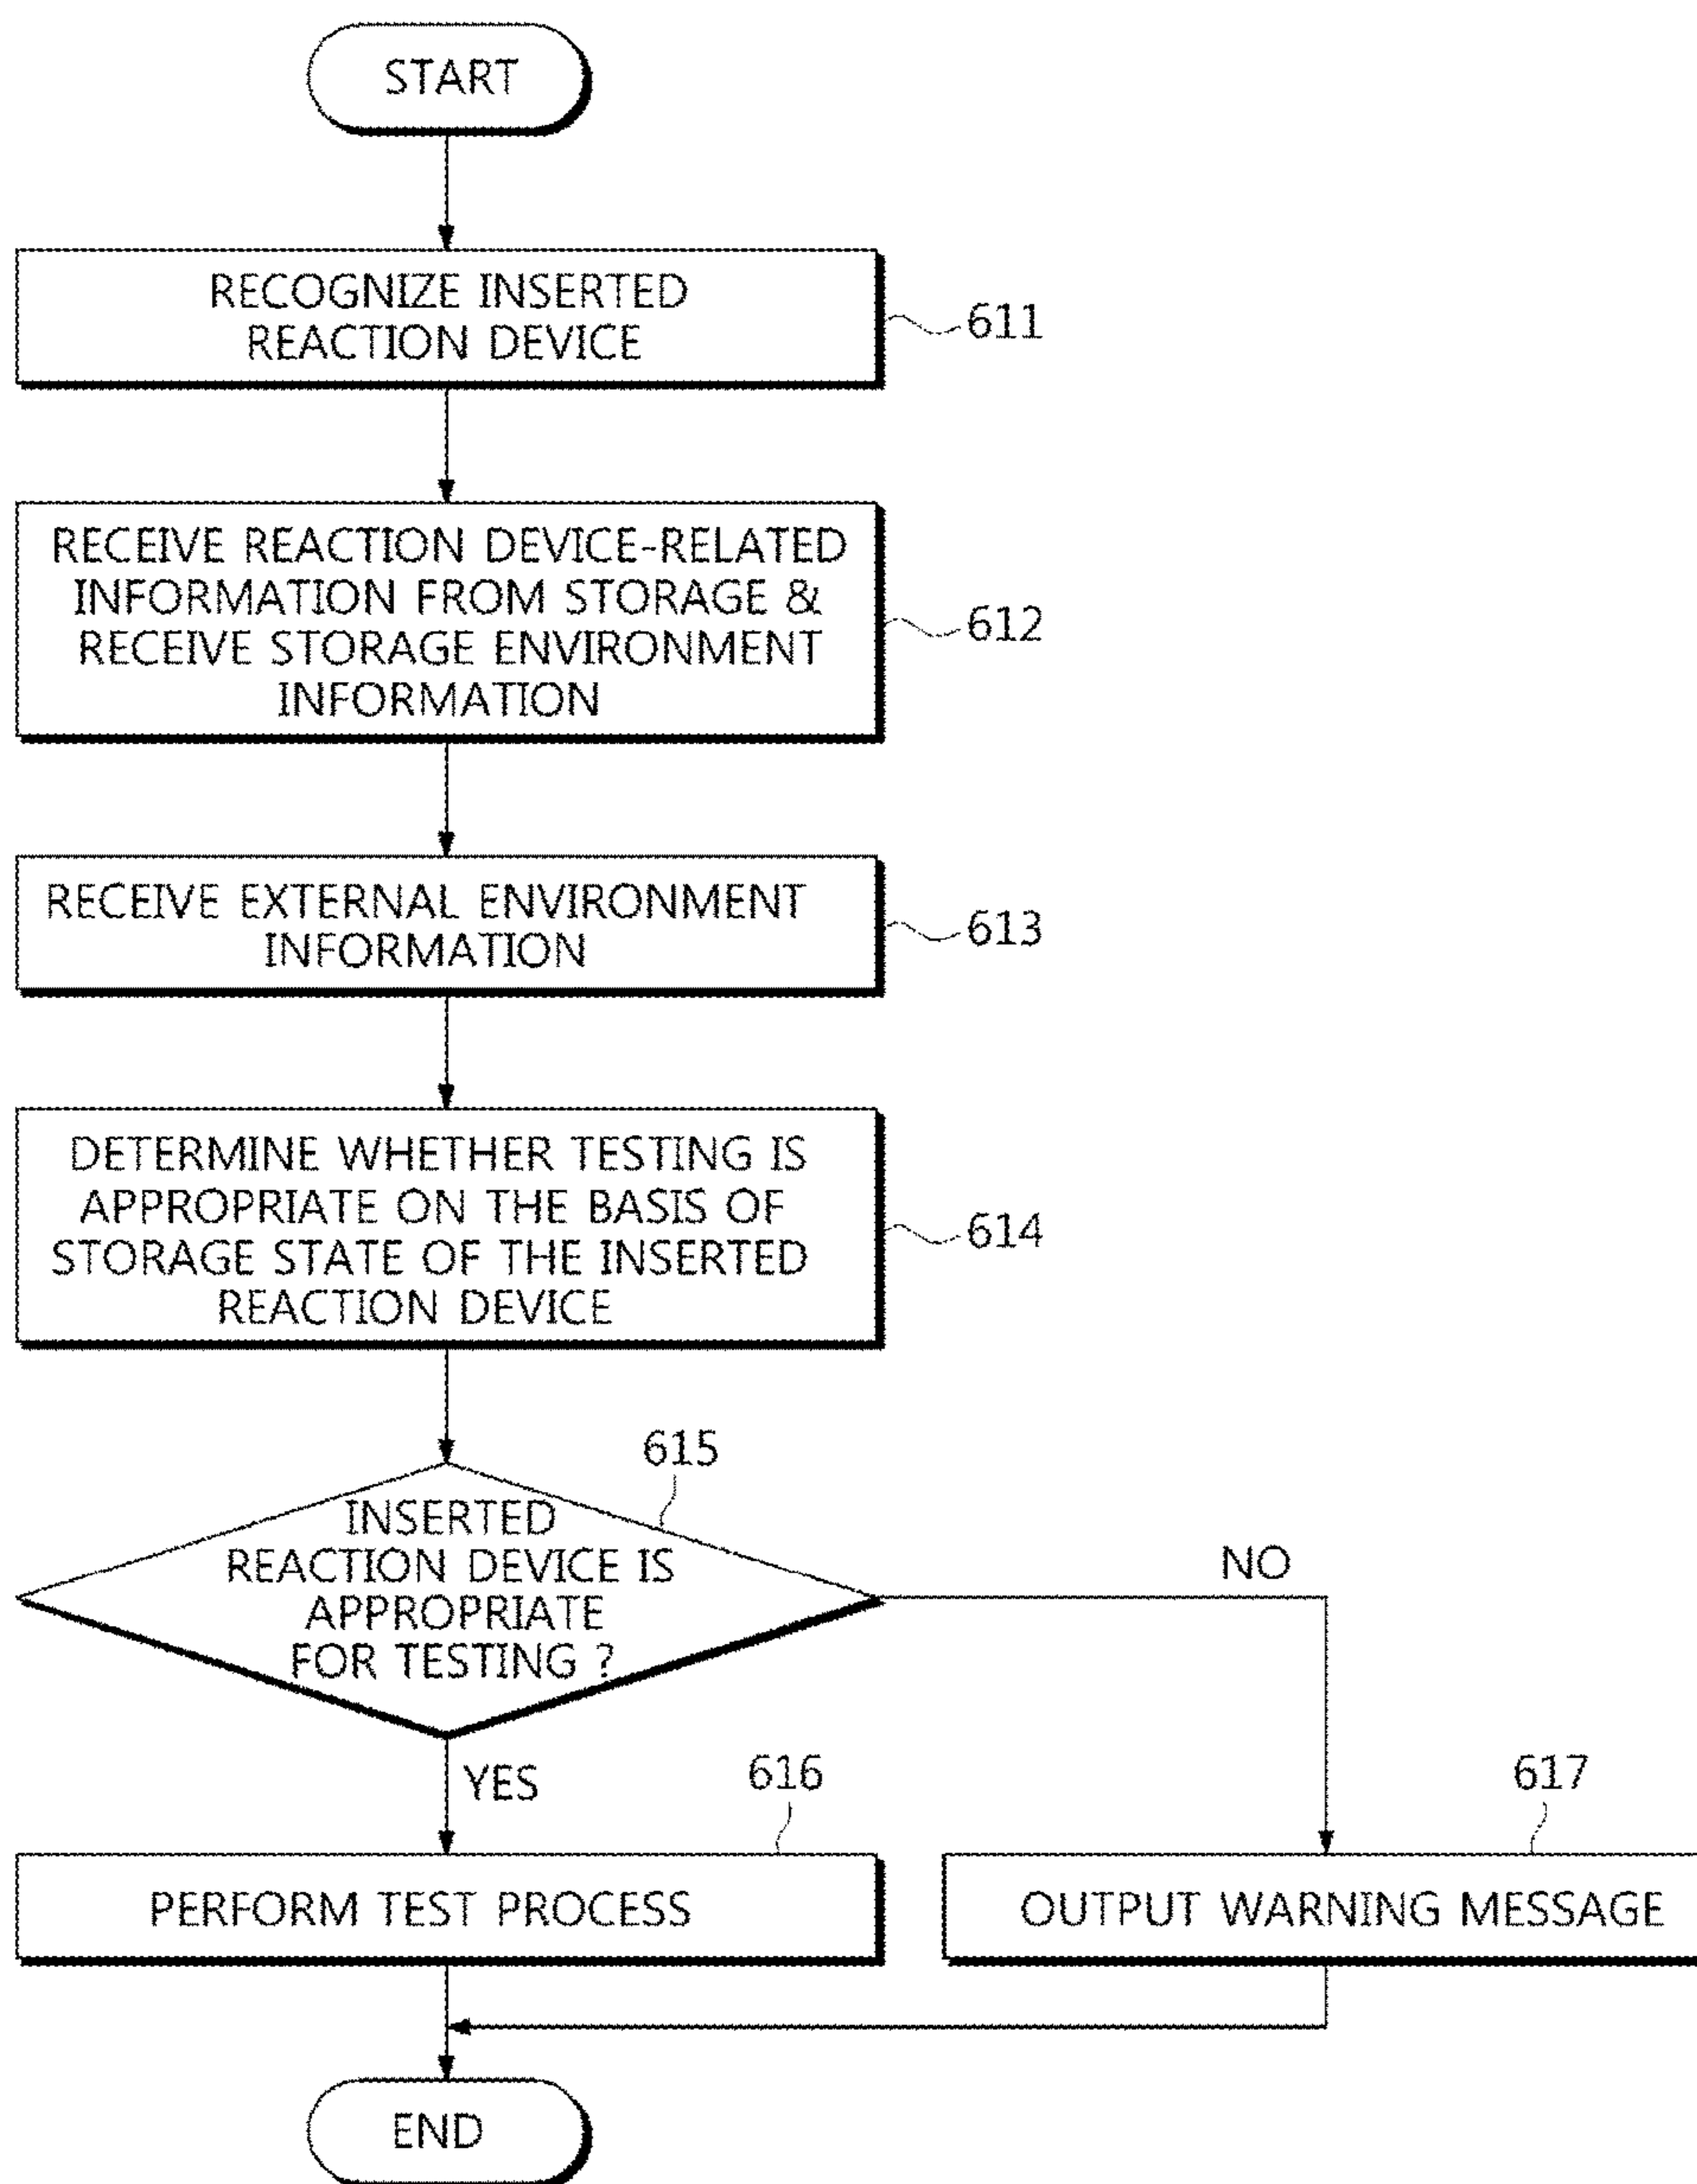 START
RECOGNIZE INSERTED
REACTION DEVICE
611
RECEIVE REACTION DEVICE-RELATED
INFORMATION FROM STORAGE &
RECEIVE STORAGE ENVIRONMENT
INFORMATION
612
RECEIVE EXTERNAL ENVIRONMENT
INFORMATION
613
DETERMINE WHETHER TESTING IS
APPROPRIATE ON THE BASIS OF
STORAGE STATE OF THE INSERTED
REACTION DEVICE
614
615
INSERTED
REACTION DEVICE IS
APPROPRIATE
FOR TESTING ?
NO
YES
616
617
PERFORM TEST PROCESS
OUTPUT WARNING MESSAGE
END